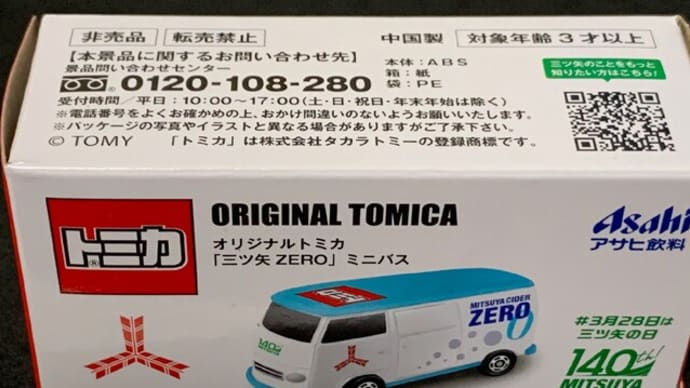 非売品 転売禁止 中国製 対象年齢3才以上
【本景品に関するお問い合わせ先】
景品問い合わせセンター
0120-108-280
受付時間/平日:10:00~17:00(土・日・祝日・年末年始は除く)
※電話番号をよくお確かめの上、おかけ間違いのないようお願いいたします。
※パッケージの写真やイラストと異なる場合がありますがご了承下さい。
© TOMY 「トミカ」は株式会社タカラトミーの登録商標です。
本体:ABS
箱:紙
袋:PE
三ツ矢のことをもっと
知りたい方はこちら!
トミカ
ORIGINAL TOMICA
オリジナルトミカ
「三ツ矢 ZERO」ミニバス
Asahi
アサヒ飲料
トミカ
MITSUYA CIDER
ZERO
0
140th
#3月28日は
三ツ矢の日
140th
MITSUYA